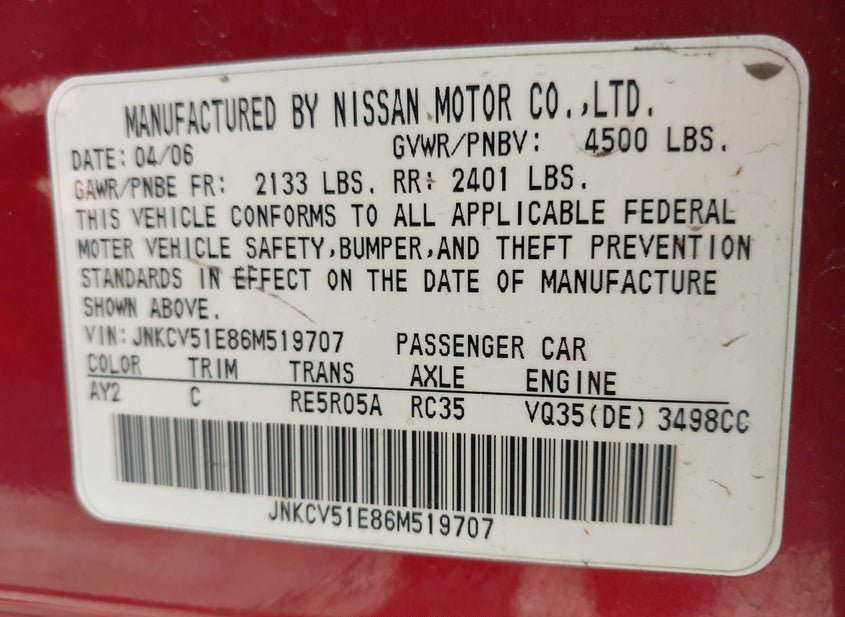 MANUFACTURED BY NISSAN MOTOR CO.,LTD.
DATE: 04/06 GVWR/PNBV: 4500 LBS.
GAWR/PNBE FR: 2133 LBS. RR: 2401 LBS.
THIS VEHICLE CONFORMS TO ALL APPLICABLE FEDERAL
MOTER VEHICLE SAFETY,BUMPER,AND THEFT PREVENTION
STANDARDS IN EFFECT ON THE DATE OF MANUFACTURE
SHOWN ABOVE.
VIN: JNKCV51E86M519707 PASSENGER CAR
COLOR TRIM TRANS AXLE ENGINE
AY2 C RE5R05A RC35 VQ35(DE) 3498CC
JNKCV51E86M519707